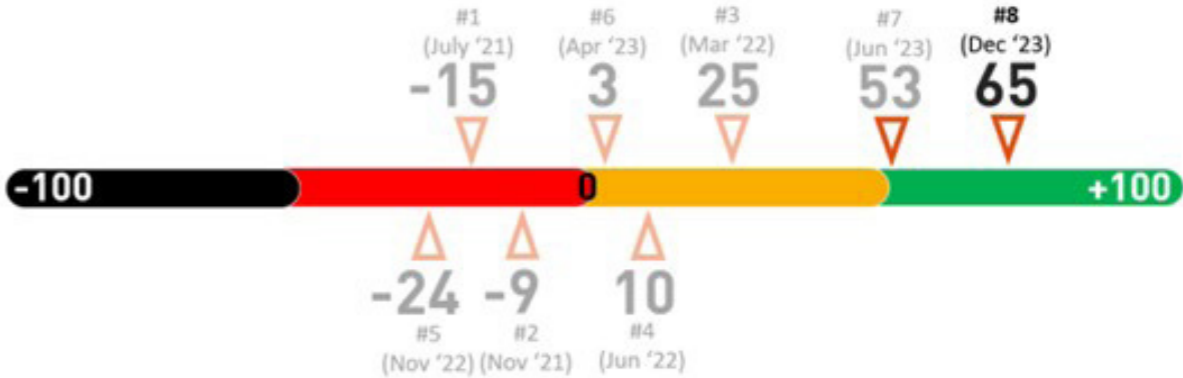 #1 #6 #3 #7 #8
(July ‘21) (Apr ‘23) (Mar ‘22) (Jun ‘23) (Dec ‘23)
-15 3 25 53 65
-100 0 +100
-24 -9 10
#5 #2 #4
(Nov ‘22) (Nov ‘21) (Jun ‘22)